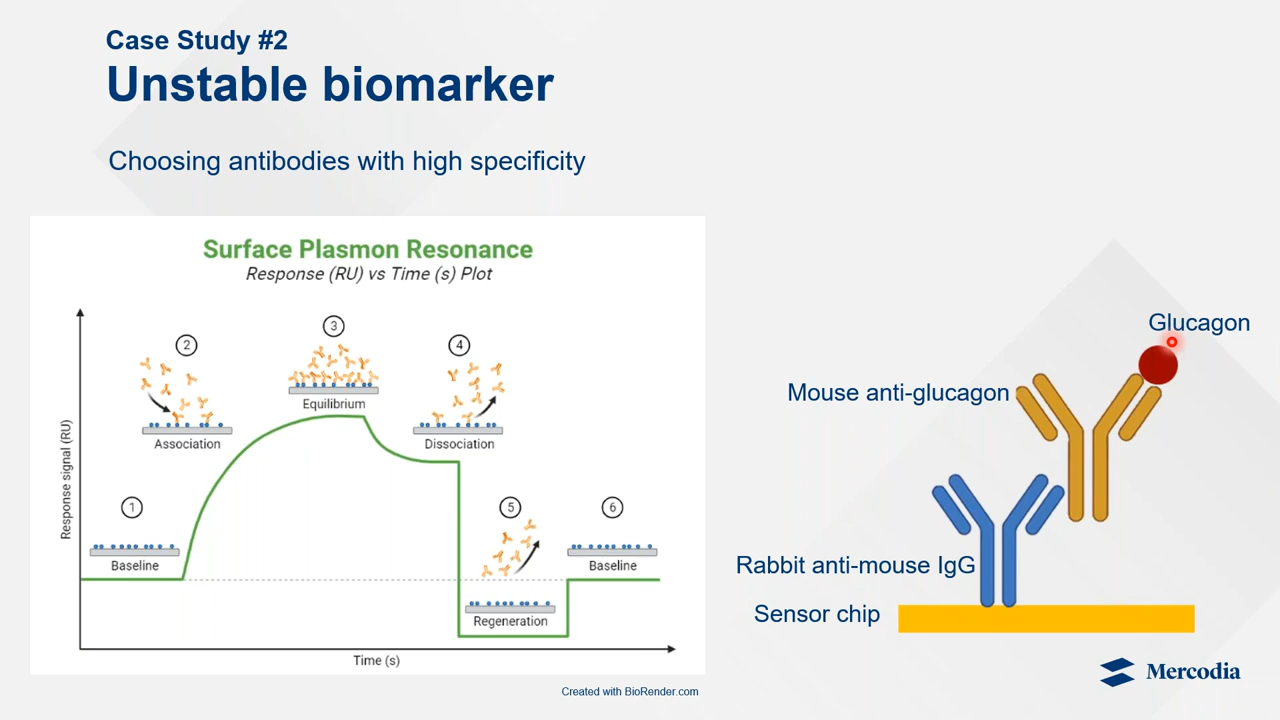 Case Study #2
Unstable biomarker
Choosing antibodies with high specificity
Surface Plasmon Resonance
Response (RU) vs Time (s) Plot
Response signal (RU)
1
Baseline
2
Association
3
Equilibrium
4
Dissociation
5
Regeneration
6
Baseline
Time (s)
Created with BioRender.com
Glucagon
Mouse anti-glucagon
Rabbit anti-mouse IgG
Sensor chip
Mercodia